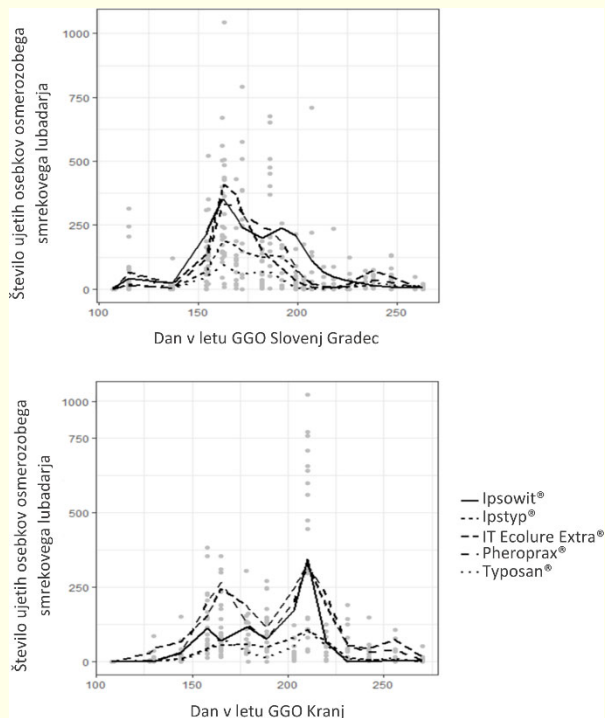 Število ujetih osebkov osmerozobega
smrekovega lubadarja
1000
750
500
250
0
100 150 200 250
Dan v letu GGO Slovenj Gradec
Število ujetih osebkov osmerozobega
smrekovega lubadarja
1000
750
500
250
0
100 150 200 250
Dan v letu GGO Kranj
Ipsowit®
Ipstyp®
IT Ecolure Extra®
Pheroprax®
Typosan®